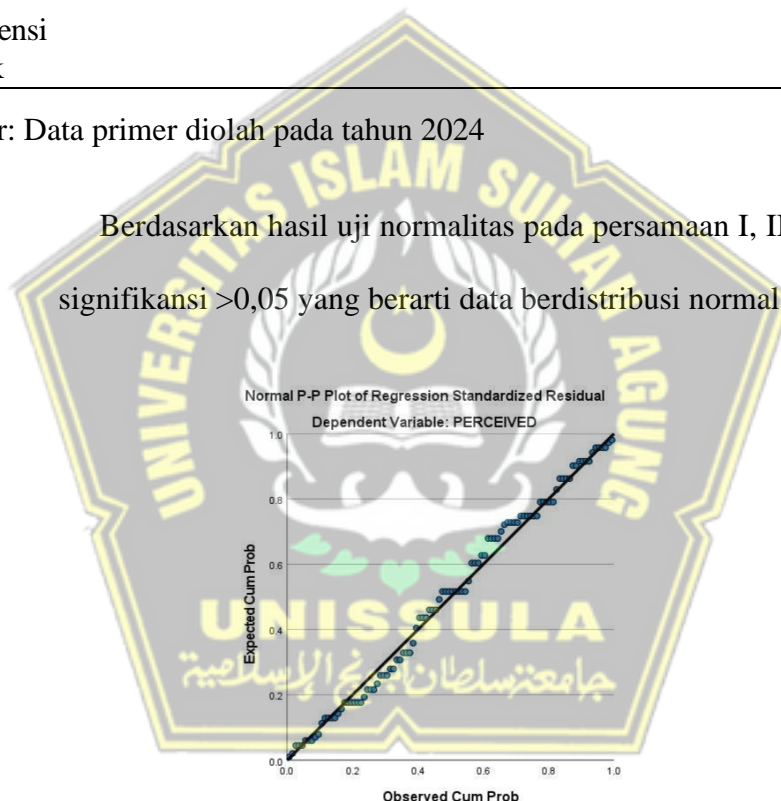 ensi
k
r: Data primer diolah pada tahun 2024
Berdasarkan hasil uji normalitas pada persamaan I, II
signifikansi >0,05 yang berarti data berdistribusi normal
UNIVERSITAS ISLAM SULTAN AGUNG
Normal P-P Plot of Regression Standardized Residual
Dependent Variable: PERCEIVED
Expected Cum Prob
1.0
0.8
0.6
0.4
0.2
0.0
0.0 0.2 0.4 0.6 0.8 1.0
Observed Cum Prob
UNISSULA
جامعة سلطان أجونج الإسلامية